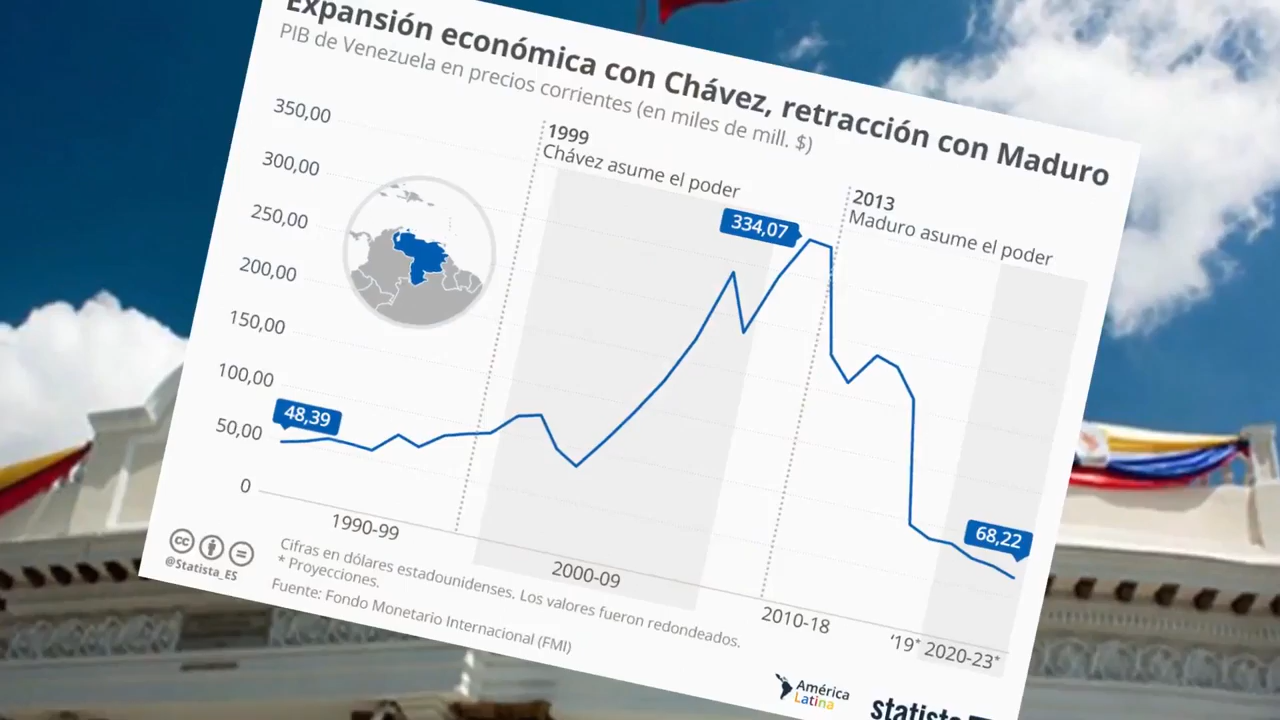 Expansión económica con Chávez, retracción con Maduro
PIB de Venezuela en precios corrientes (en miles de mill. $)
350,00
300,00
250,00
200,00
150,00
100,00
50,00
0
1999
Chávez asume el poder
2013
Maduro asume el poder
334,07
48,39
68,22
1990-99
2000-09
2010-18
‘19* 2020-23*
@Statista_ES
Cifras en dólares estadounidenses. Los valores fueron redondeados.
* Proyecciones.
Fuente: Fondo Monetario Internacional (FMI)
América
Latina
statista